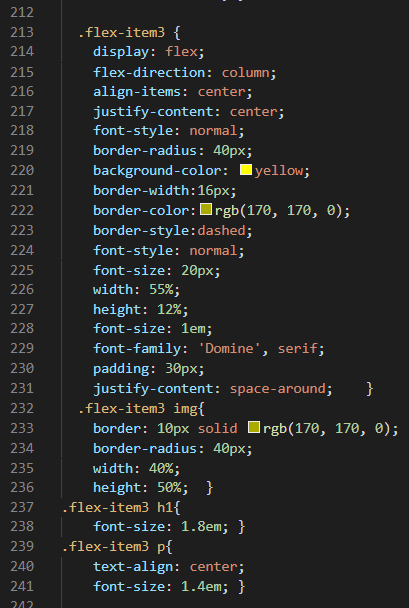 212
213 .flex-item3 {
214 display: flex;
215 flex-direction: column;
216 align-items: center;
217 justify-content: center;
218 font-style: normal;
219 border-radius: 40px;
220 background-color: yellow;
221 border-width:16px;
222 border-color:rgb(170, 170, 0);
223 border-style:dashed;
224 font-style: normal;
225 font-size: 20px;
226 width: 55%;
227 height: 12%;
228 font-size: 1em;
229 font-family: 'Domine', serif;
230 padding: 30px;
231 justify-content: space-around; }
232 .flex-item3 img{
233 border: 10px solid rgb(170, 170, 0);
234 border-radius: 40px;
235 width: 40%;
236 height: 50%; }
237 .flex-item3 h1{
238 font-size: 1.8em; }
239 .flex-item3 p{
240 text-align: center;
241 font-size: 1.4em; }